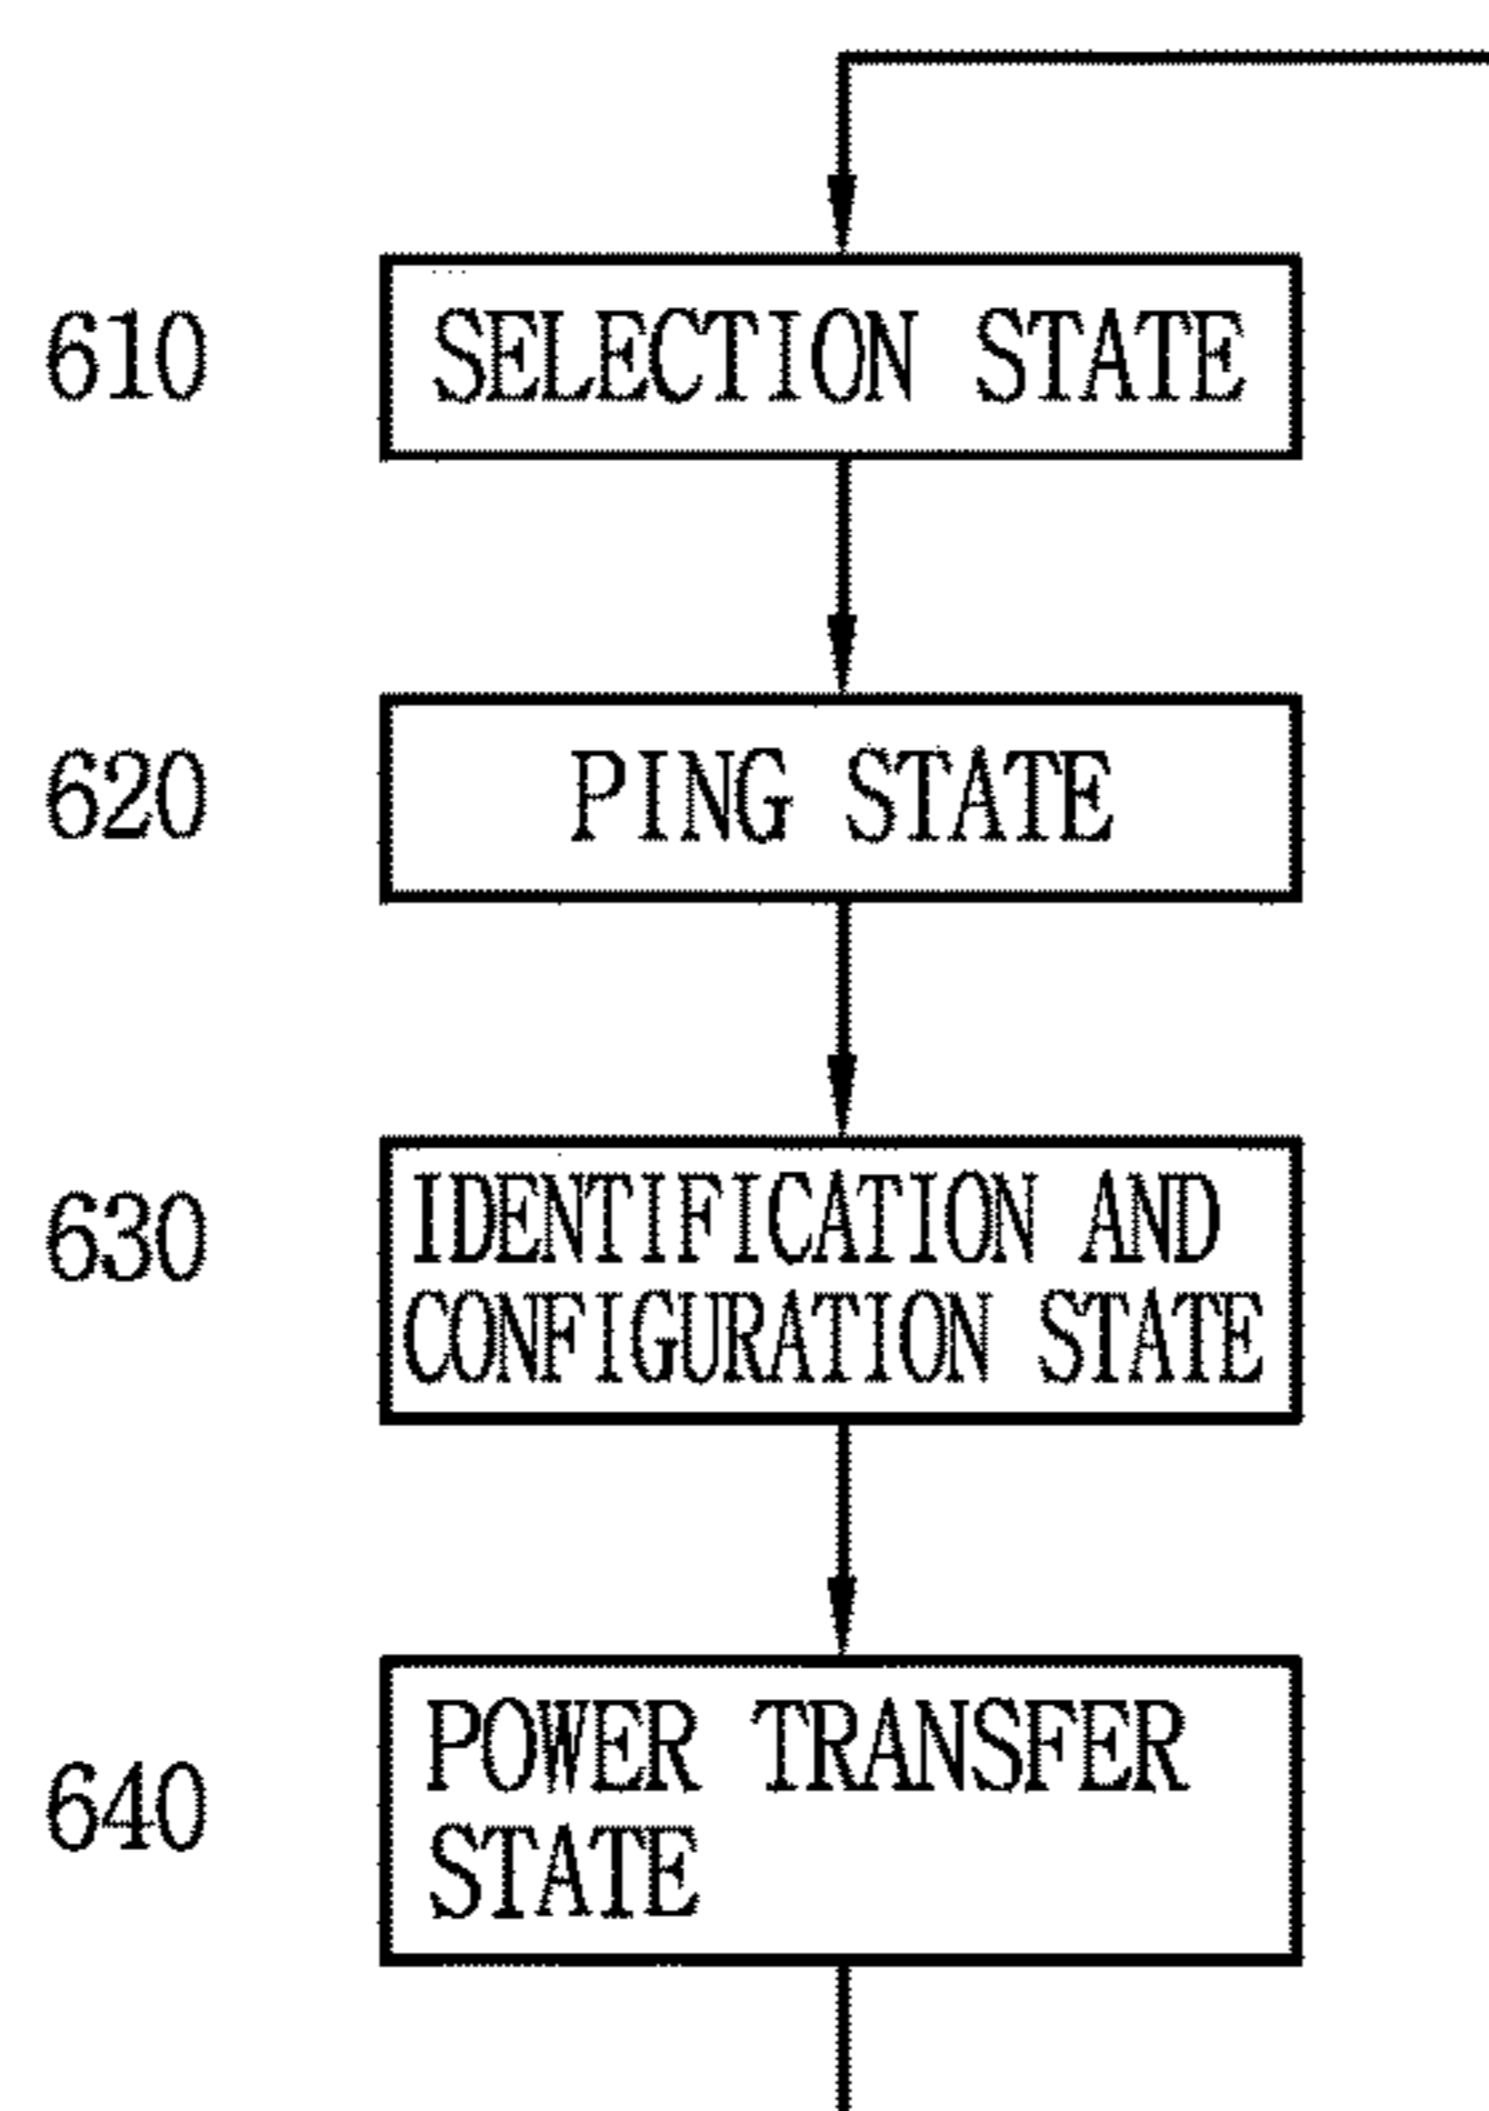 610
SELECTION STATE
620
PING STATE
630
IDENTIFICATION AND
CONFIGURATION STATE
640
POWER TRANSFER
STATE